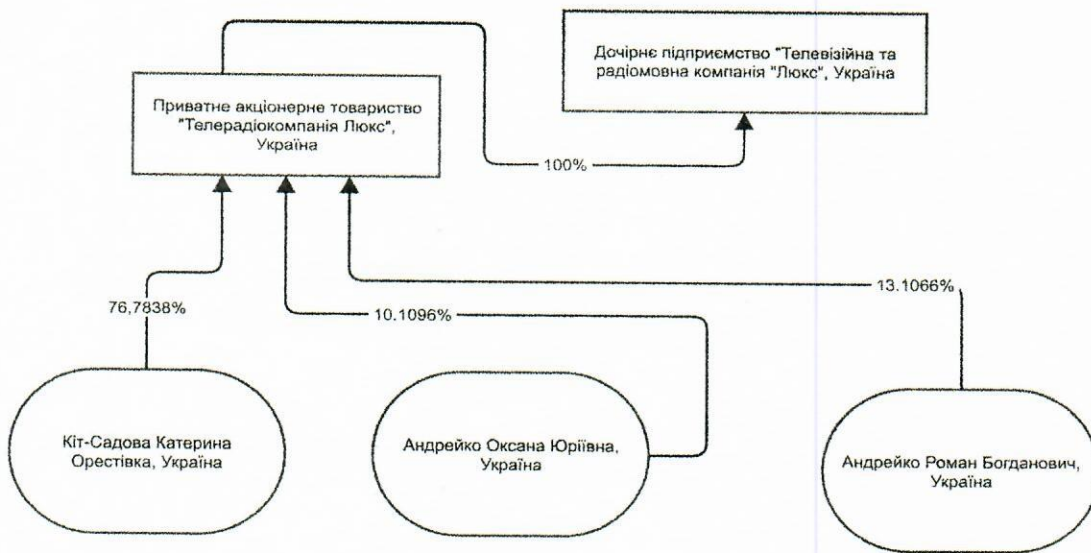 Дочірнє підприємство "Телевізійна та
радіомовна компанія "Люкс", Україна
Приватне акціонерне товариство
"Телерадіокомпанія Люкс",
Україна
100%
76,7838%
10.1096%
13.1066%
Кіт-Садова Катерина
Орестівка, Україна
Андрейко Оксана Юріївна,
Україна
Андрейко Роман Богданович,
Україна